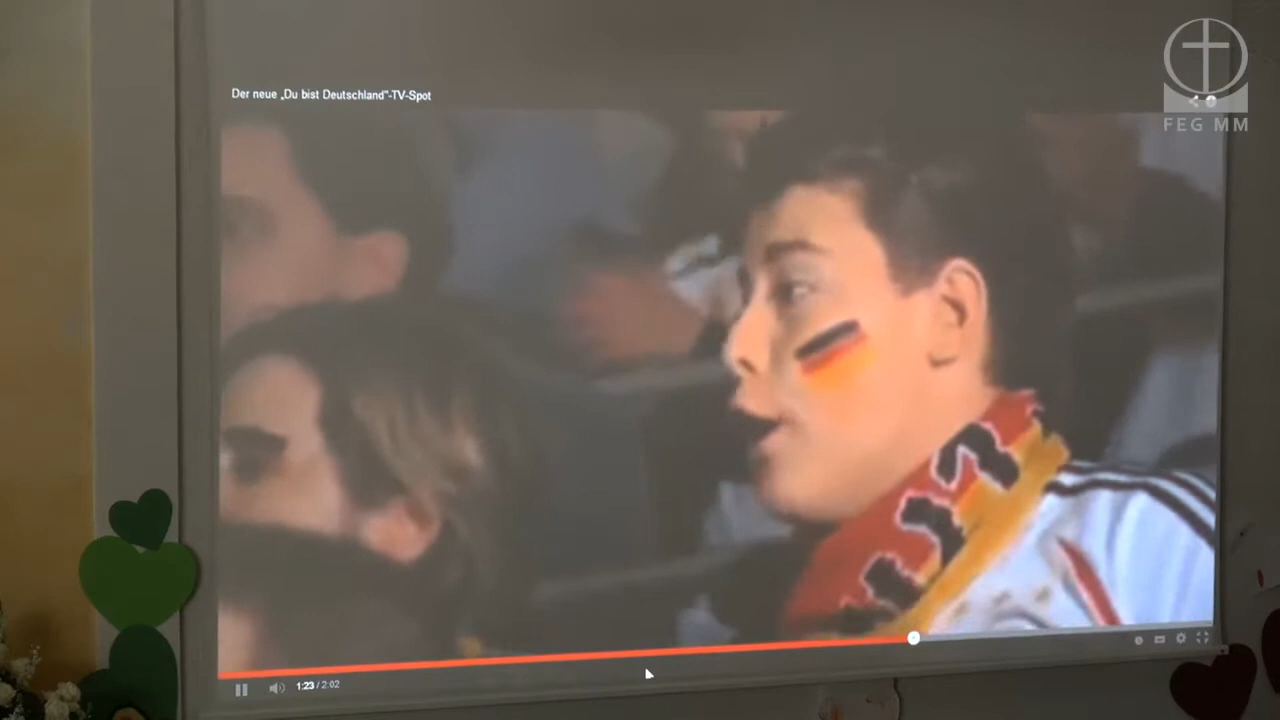 Der neue „Du bist Deutschland"-TV-Spot
FEG MM
1:23 / 2:02